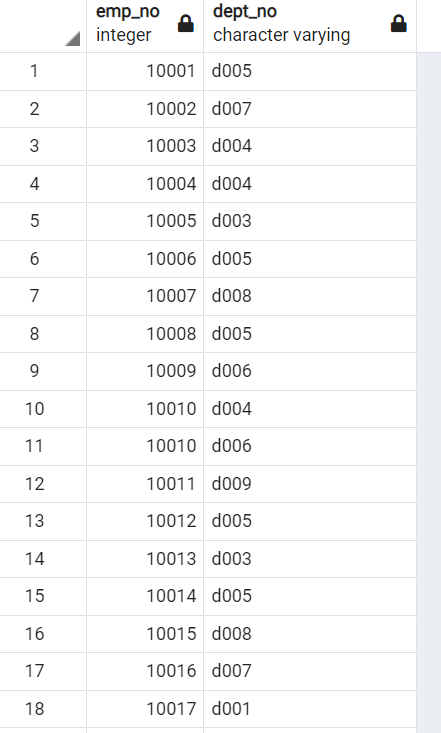 emp_no dept_no
integer character varying
1 10001 d005
2 10002 d007
3 10003 d004
4 10004 d004
5 10005 d003
6 10006 d005
7 10007 d008
8 10008 d005
9 10009 d006
10 10010 d004
11 10010 d006
12 10011 d009
13 10012 d005
14 10013 d003
15 10014 d005
16 10015 d008
17 10016 d007
18 10017 d001